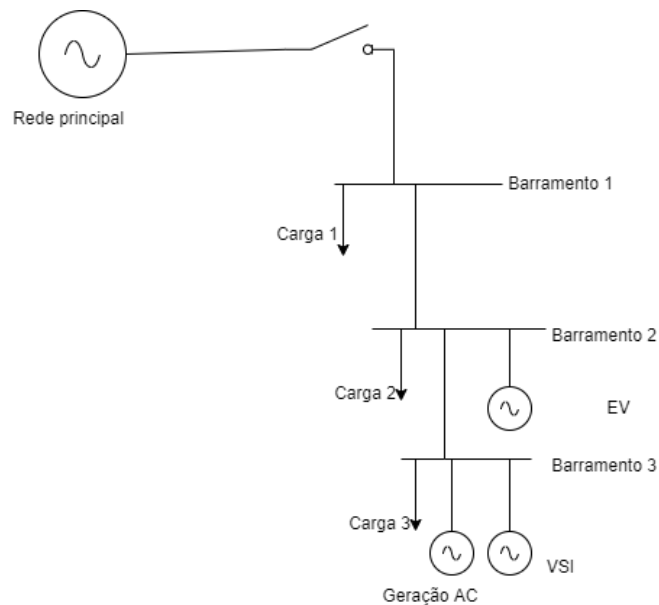 Rede principal
Barramento 1
Carga 1
Barramento 2
Carga 2
EV
Barramento 3
Carga 3
VSI
Geração AC